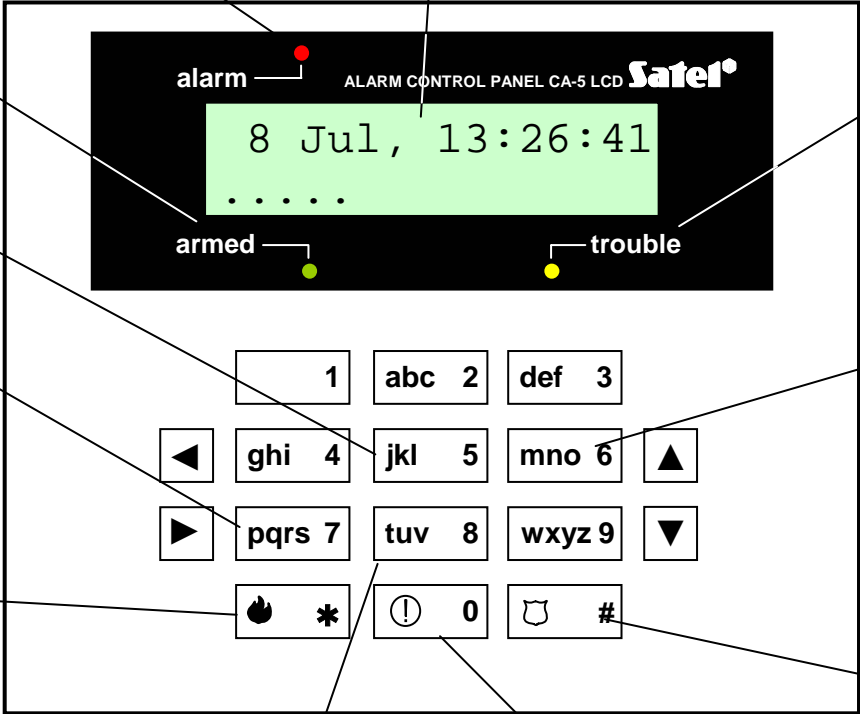 alarm
ALARM CONTROL PANEL CA-5 LCD Satel
8 Jul, 13:26:41
.....
armed
trouble
1 abc 2 def 3
◄ ghi 4 jkl 5 mno 6 ▲
► pqrs 7 tuv 8 wxyz 9 ▼
* 0 #